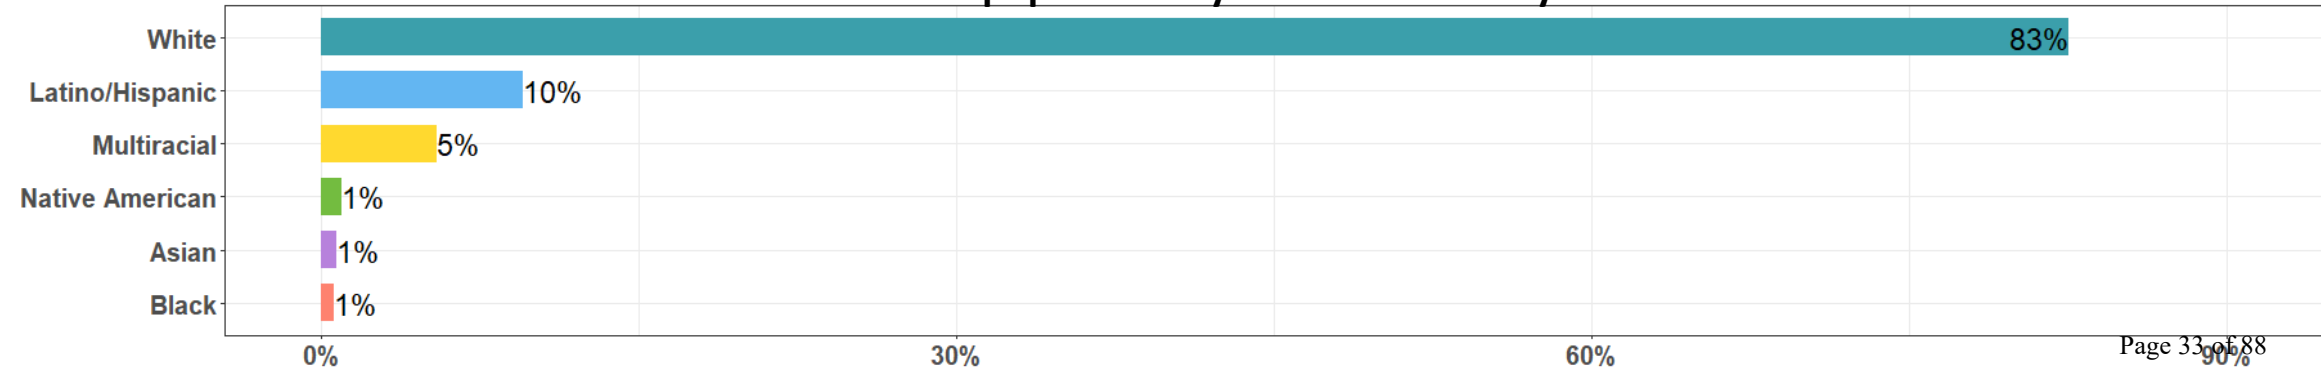 White 83%
Latino/Hispanic 10%
Multiracial 5%
Native American 1%
Asian 1%
Black 1%
0% 30% 60% 90%
Page 33 of 88